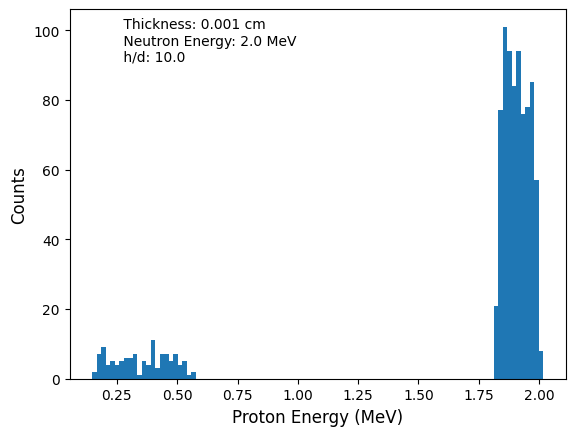 Thickness: 0.001 cm
Neutron Energy: 2.0 MeV
h/d: 10.0
100
80
60
40
20
0
Counts
0.25 0.50 0.75 1.00 1.25 1.50 1.75 2.00
Proton Energy (MeV)